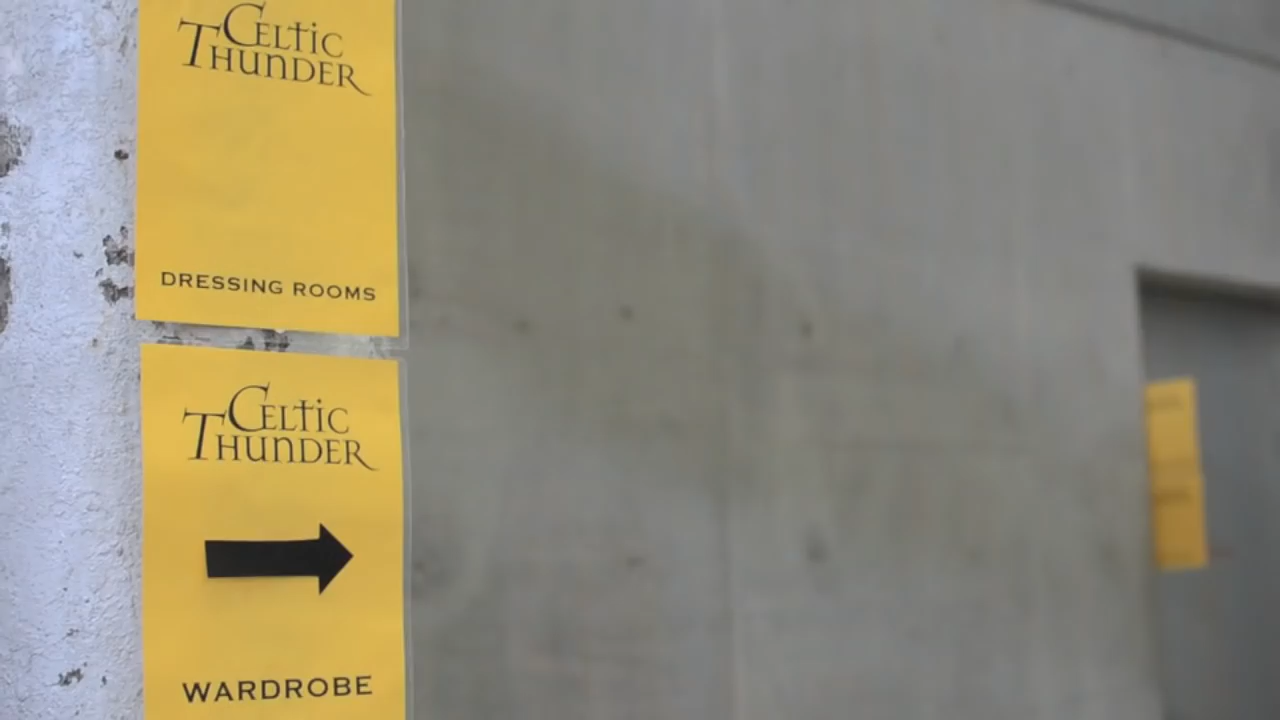 Celtic
Thunder
DRESSING ROOMS
Celtic
Thunder
WARDROBE